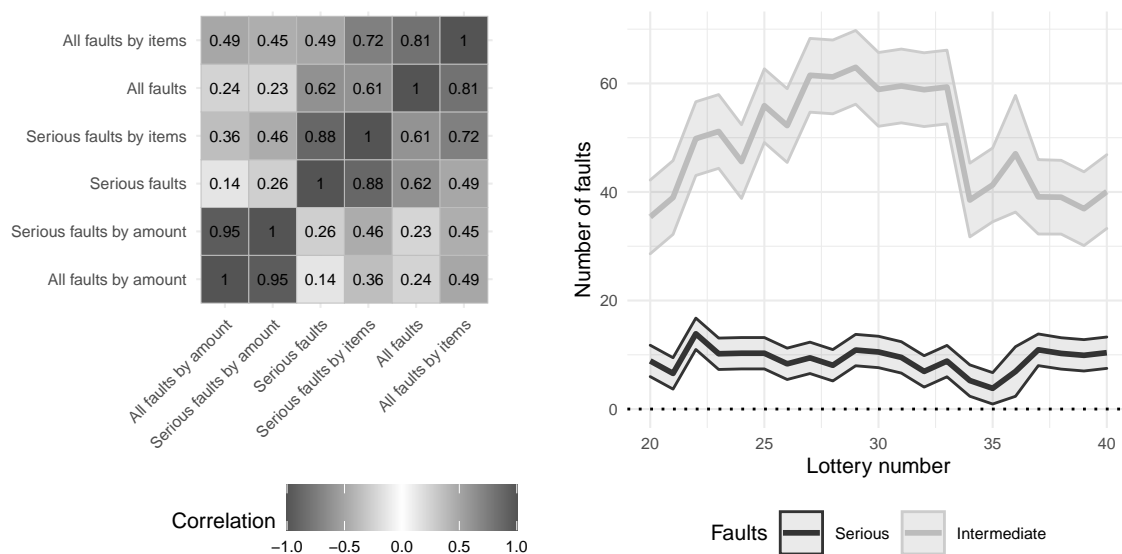 All faults by items 0.49 0.45 0.49 0.72 0.81 1
All faults 0.24 0.23 0.62 0.61 1 0.81
Serious faults by items 0.36 0.46 0.88 1 0.61 0.72
Serious faults 0.14 0.26 1 0.88 0.62 0.49
Serious faults by amount 0.95 1 0.26 0.46 0.23 0.45
All faults by amount 1 0.95 0.14 0.36 0.24 0.49
All faults by amount
Serious faults by amount
Serious faults
Serious faults by items
All faults
All faults by items
Correlation
−1.0 −0.5 0.0 0.5 1.0
Number of faults
60
40
20
0
20 25 30 35 40
Lottery number
Faults Serious Intermediate